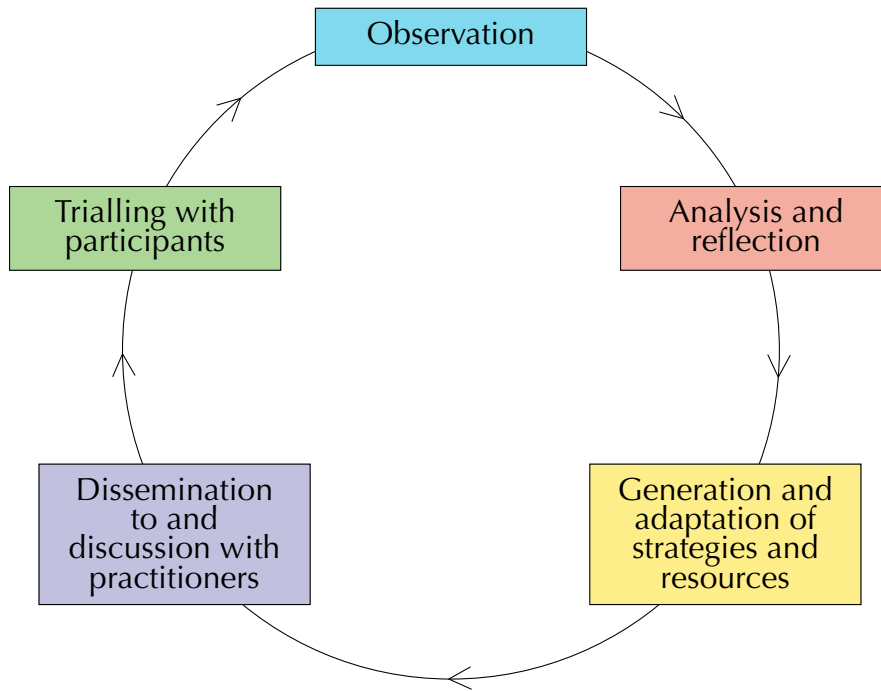 Observation
Analysis and
reflection
Generation and
adaptation of
strategies and
resources
Dissemination
to and
discussion with
practitioners
Trialling with
participants